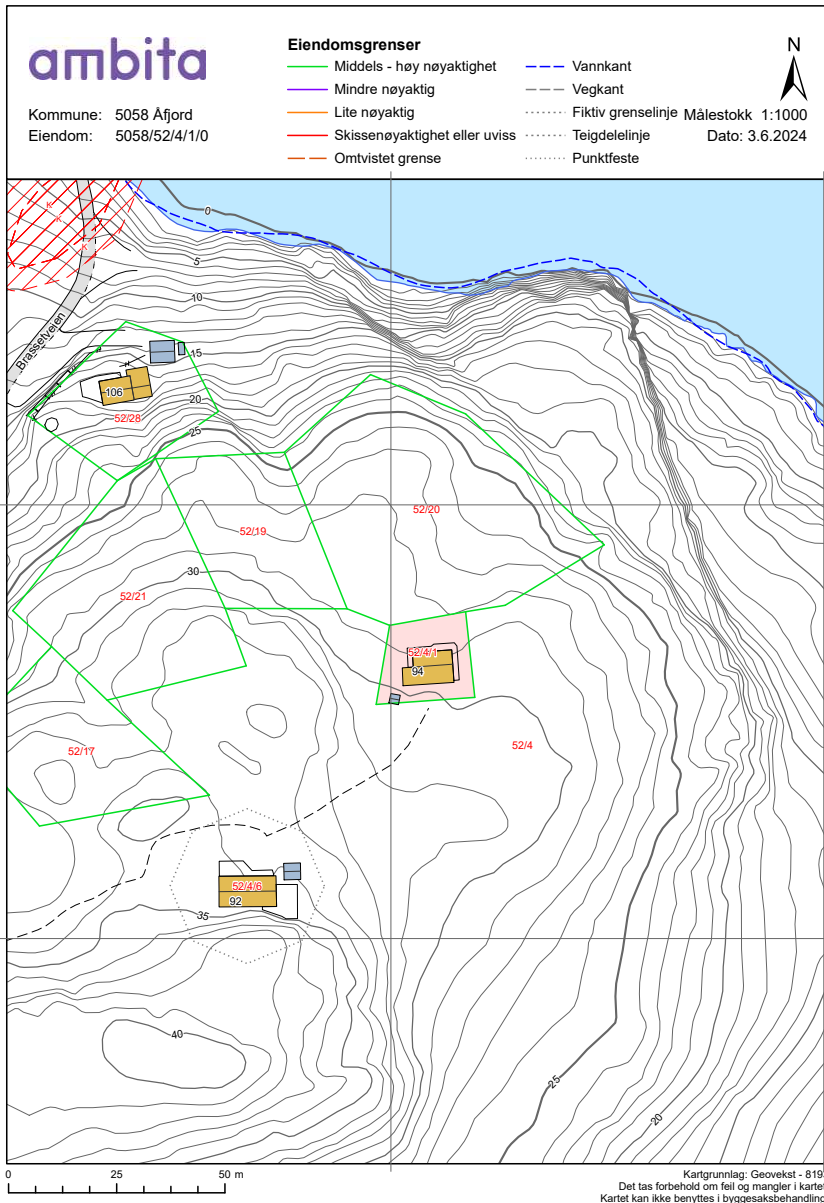 ambita
Kommune: 5058 Åfjord
Eiendom: 5058/52/4/1/0
Eiendomsgrenser
Middels - høy nøyaktighet
Mindre nøyaktig
Lite nøyaktig
Skissenøyaktighet eller uviss
Omtvistet grense
Vannkant
Vegkant
Fiktiv grenselinje
Teigdelelinje
Punktfeste
N
Målestokk 1:1000
Dato: 3.6.2024
K
K
K
0
5
10
Brassetveien
15
106
20
52/28
25
52/20
52/19
30
52/21
52/4/1
94
52/4
52/17
52/4/6
92
35
40
25
20
0 25 50 m
Kartgrunnlag: Geovekst - 819
Det tas forbehold om feil og mangler i kartet
Kartet kan ikke benyttes i byggesaksbehandling